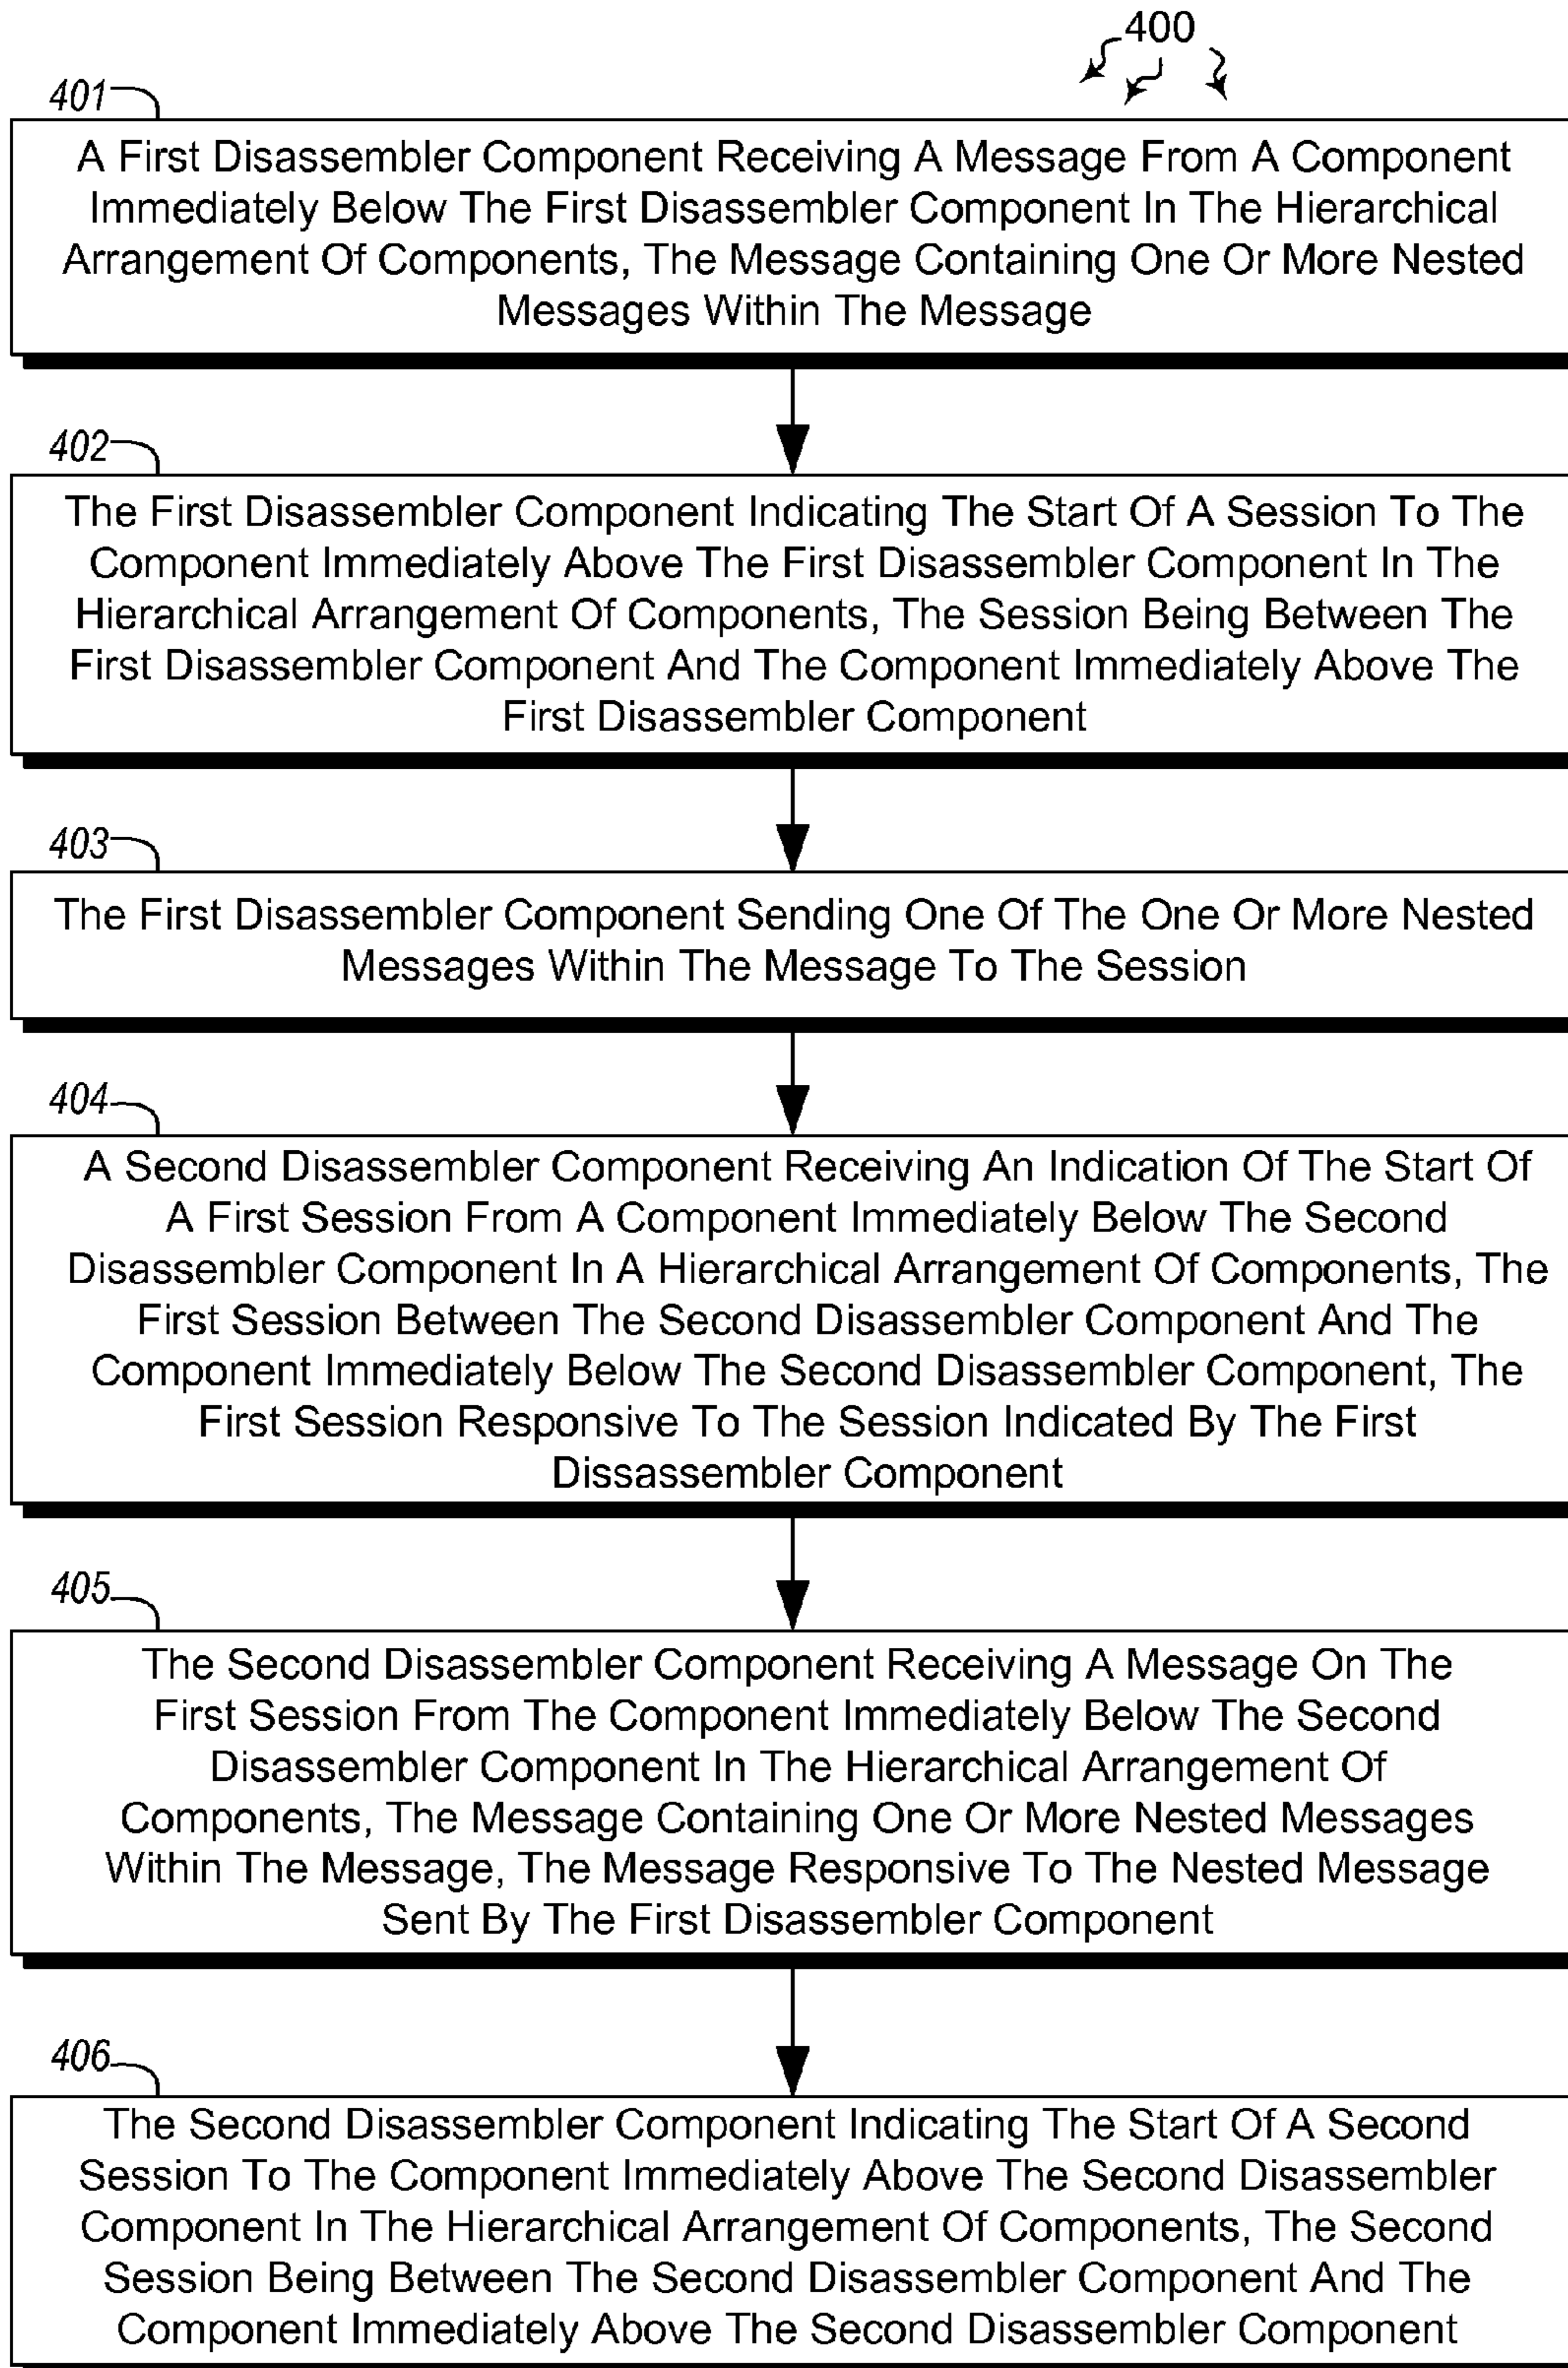 400
401
A First Disassembler Component Receiving A Message From A Component
Immediately Below The First Disassembler Component In The Hierarchical
Arrangement Of Components, The Message Containing One Or More Nested
Messages Within The Message
402
The First Disassembler Component Indicating The Start Of A Session To The
Component Immediately Above The First Disassembler Component In The
Hierarchical Arrangement Of Components, The Session Being Between The
First Disassembler Component And The Component Immediately Above The
First Disassembler Component
403
The First Disassembler Component Sending One Of The One Or More Nested
Messages Within The Message To The Session
404
A Second Disassembler Component Receiving An Indication Of The Start Of
A First Session From A Component Immediately Below The Second
Disassembler Component In A Hierarchical Arrangement Of Components, The
First Session Between The Second Disassembler Component And The
Component Immediately Below The Second Disassembler Component, The
First Session Responsive To The Session Indicated By The First
Dissassembler Component
405
The Second Disassembler Component Receiving A Message On The
First Session From The Component Immediately Below The Second
Disassembler Component In The Hierarchical Arrangement Of
Components, The Message Containing One Or More Nested Messages
Within The Message, The Message Responsive To The Nested Message
Sent By The First Disassembler Component
406
The Second Disassembler Component Indicating The Start Of A Second
Session To The Component Immediately Above The Second Disassembler
Component In The Hierarchical Arrangement Of Components, The Second
Session Being Between The Second Disassembler Component And The
Component Immediately Above The Second Disassembler Component